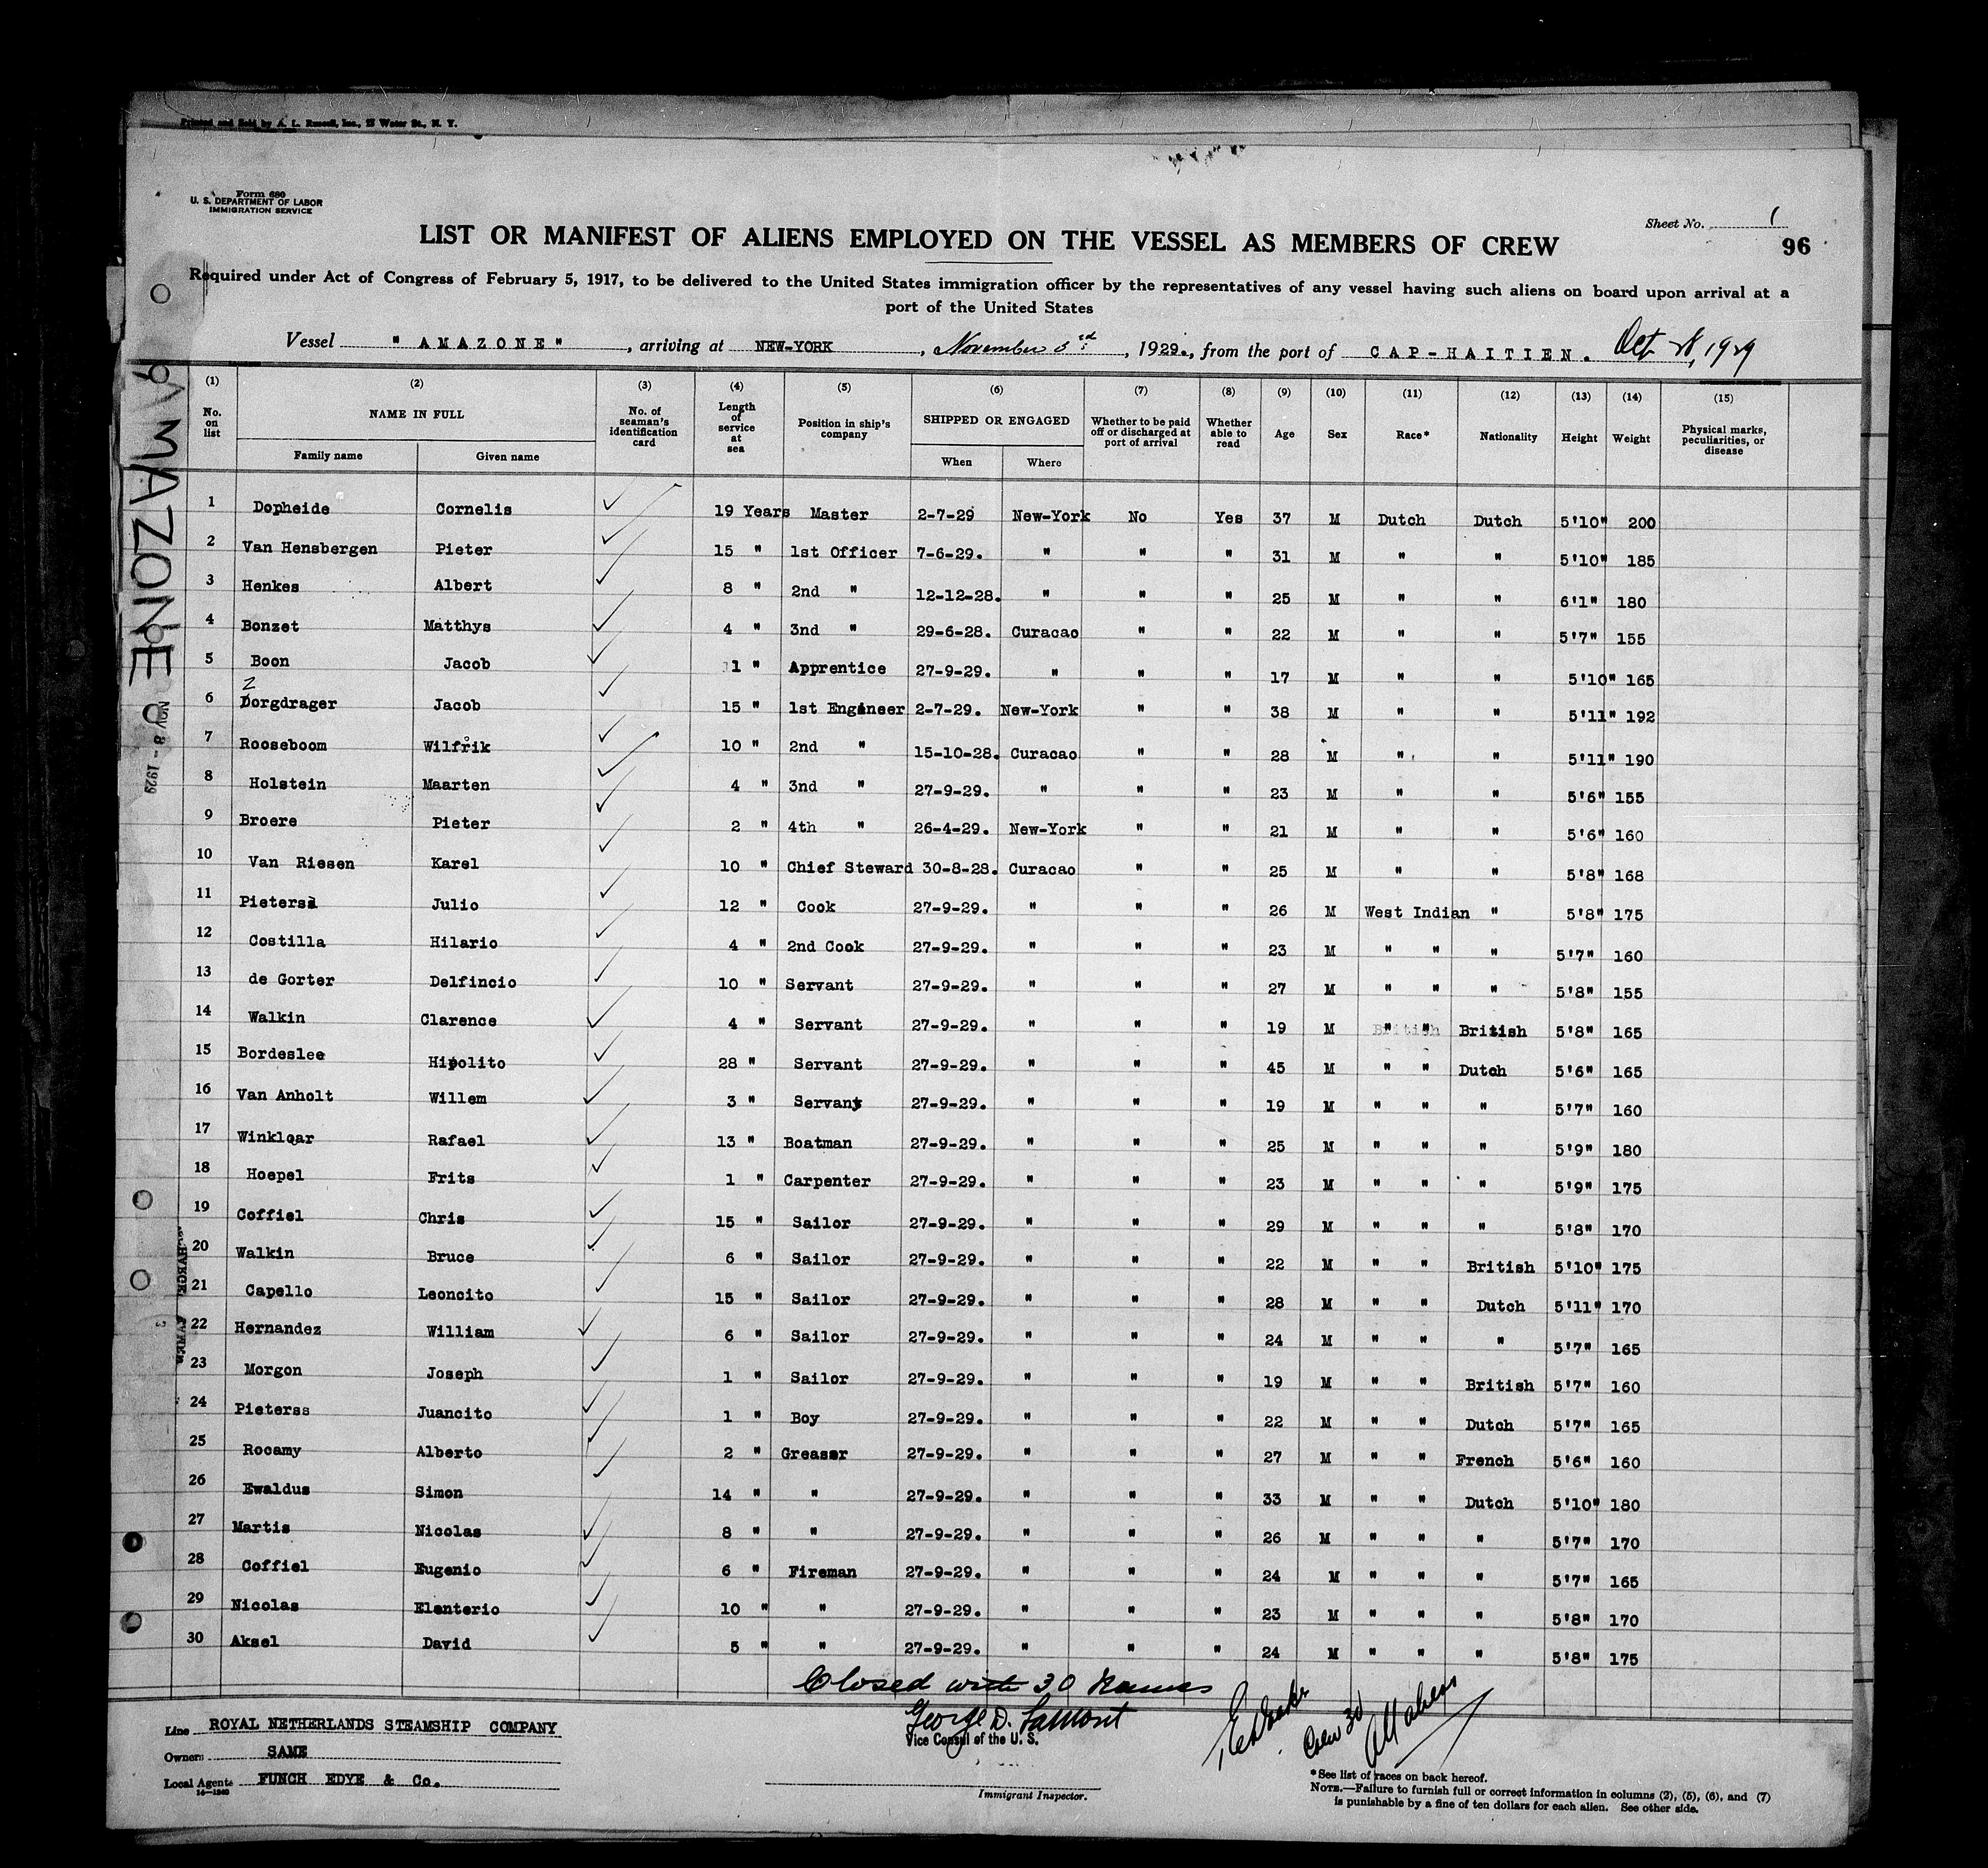 Printed and Sold by A. L. Russell, Inc., 15 Water St., N. Y.
Form 680
U. S. DEPARTMENT OF LABOR
IMMIGRATION SERVICE
Sheet No. 1
LIST OR MANIFEST OF ALIENS EMPLOYED ON THE VESSEL AS MEMBERS OF CREW
96
Required under Act of Congress of February 5, 1917, to be delivered to the United States immigration officer by the representatives of any vessel having such aliens on board upon arrival at a
port of the United States
Vessel " AMAZONE" , arriving at NEW-YORK , November 3rd , 1929., from the port of CAP-HAITIEN. Oct 28, 1929
(1) (2) (3) (4) (5) (6) (7) (8) (9) (10) (11) (12) (13) (14) (15)
No. on list NAME IN FULL Family name Given name No. of seaman's identification card Length of service at sea Position in ship's company SHIPPED OR ENGAGED When Where Whether to be paid off or discharged at port of arrival Whether able to read Age Sex Race* Nationality Height Weight Physical marks, peculiarities, or disease
1 Dopheide Cornelis 19 Years Master 2-7-29 New-York No Yes 37 M Dutch Dutch 5'10" 200
2 Van Hensbergen Pieter 15 " 1st Officer 7-6-29. " " " 31 M " " 5'10" 185
3 Henkes Albert 8 " 2nd " 12-12-28. " " " 25 M " " 6'1" 180
4 Bonzet Matthys 4 " 3nd " 29-6-28. Curacao " " 22 M " " 5'7" 155
5 Boon Jacob 1 " Apprentice 27-9-29. " " " 17 M " " 5'10" 165
6 Zorgdrager Jacob 15 " 1st Engineer 2-7-29. New-York " " 38 M " " 5'11" 192
7 Rooseboom Wilfrik 10 " 2nd " 15-10-28. Curacao " " 28 M " " 5'11" 190
8 Holstein Maarten 4 " 3nd " 27-9-29. " " " 23 M " " 5'6" 155
9 Broere Pieter 2 " 4th " 26-4-29. New-York " " 21 M " " 5'6" 160
10 Van Riesen Karel 10 " Chief Steward 30-8-28. Curacao " " 25 M " " 5'8" 168
11 Pietersz Julio 12 " Cook 27-9-29. " " " 26 M West Indian " 5'8" 175
12 Costilla Hilario 4 " 2nd Cook 27-9-29. " " " 23 M " " " 5'7" 160
13 de Gorter Delfincio 10 " Servant 27-9-29. " " " 27 M " " " 5'8" 155
14 Walkin Clarence 4 " Servant 27-9-29. " " " 19 M " " British 5'8" 165
15 Bordeslee Hipolito 28 " Servant 27-9-29. " " " 45 M " " Dutch 5'6" 165
16 Van Anholt Willem 3 " Servant 27-9-29. " " " 19 M " " " 5'7" 160
17 Winkloar Rafael 13 " Boatman 27-9-29. " " " 25 M " " " 5'9" 180
18 Hoepel Frits 1 " Carpenter 27-9-29. " " " 23 M " " " 5'9" 175
19 Coffiel Chris 15 " Sailor 27-9-29. " " " 29 M " " " 5'8" 170
20 Walkin Bruce 6 " Sailor 27-9-29. " " " 22 M " " British 5'10" 175
21 Capello Leoncito 15 " Sailor 27-9-29. " " " 28 M " " Dutch 5'11" 170
22 Hernandez William 6 " Sailor 27-9-29. " " " 24 M " " " 5'7" 165
23 Morgon Joseph 1 " Sailor 27-9-29. " " " 19 M " " British 5'7" 160
24 Pieterss Juancito 1 " Boy 27-9-29. " " " 22 M " " Dutch 5'7" 165
25 Rocamy Alberto 2 " Greaser 27-9-29. " " " 27 M " " French 5'6" 160
26 Ewaldus Simon 14 " " 27-9-29. " " " 33 M " " Dutch 5'10" 180
27 Martis Nicolas 8 " " 27-9-29. " " " 26 M " " " 5'7" 170
28 Coffiel Eugenio 6 " Fireman 27-9-29. " " " 24 M " " " 5'7" 165
29 Nicolas Elenterio 10 " " 27-9-29. " " " 23 M " " " 5'8" 170
30 Aksel David 5 " " 27-9-29. " " " 24 M " " " 5'8" 175
Closed with 30 Names
George D. Lamont
Vice Consul of the U. S.
Crew 30
Line ROYAL NETHERLANDS STEAMSHIP COMPANY
Owners SAME
Local Agents FUNCH EDYE & Co.
Immigrant Inspector.
*See list of races on back hereof.
NOTE.—Failure to furnish full or correct information in columns (2), (5), (6), and (7)
is punishable by a fine of ten dollars for each alien. See other side.
AMAZONE
NOV 8 - 1929